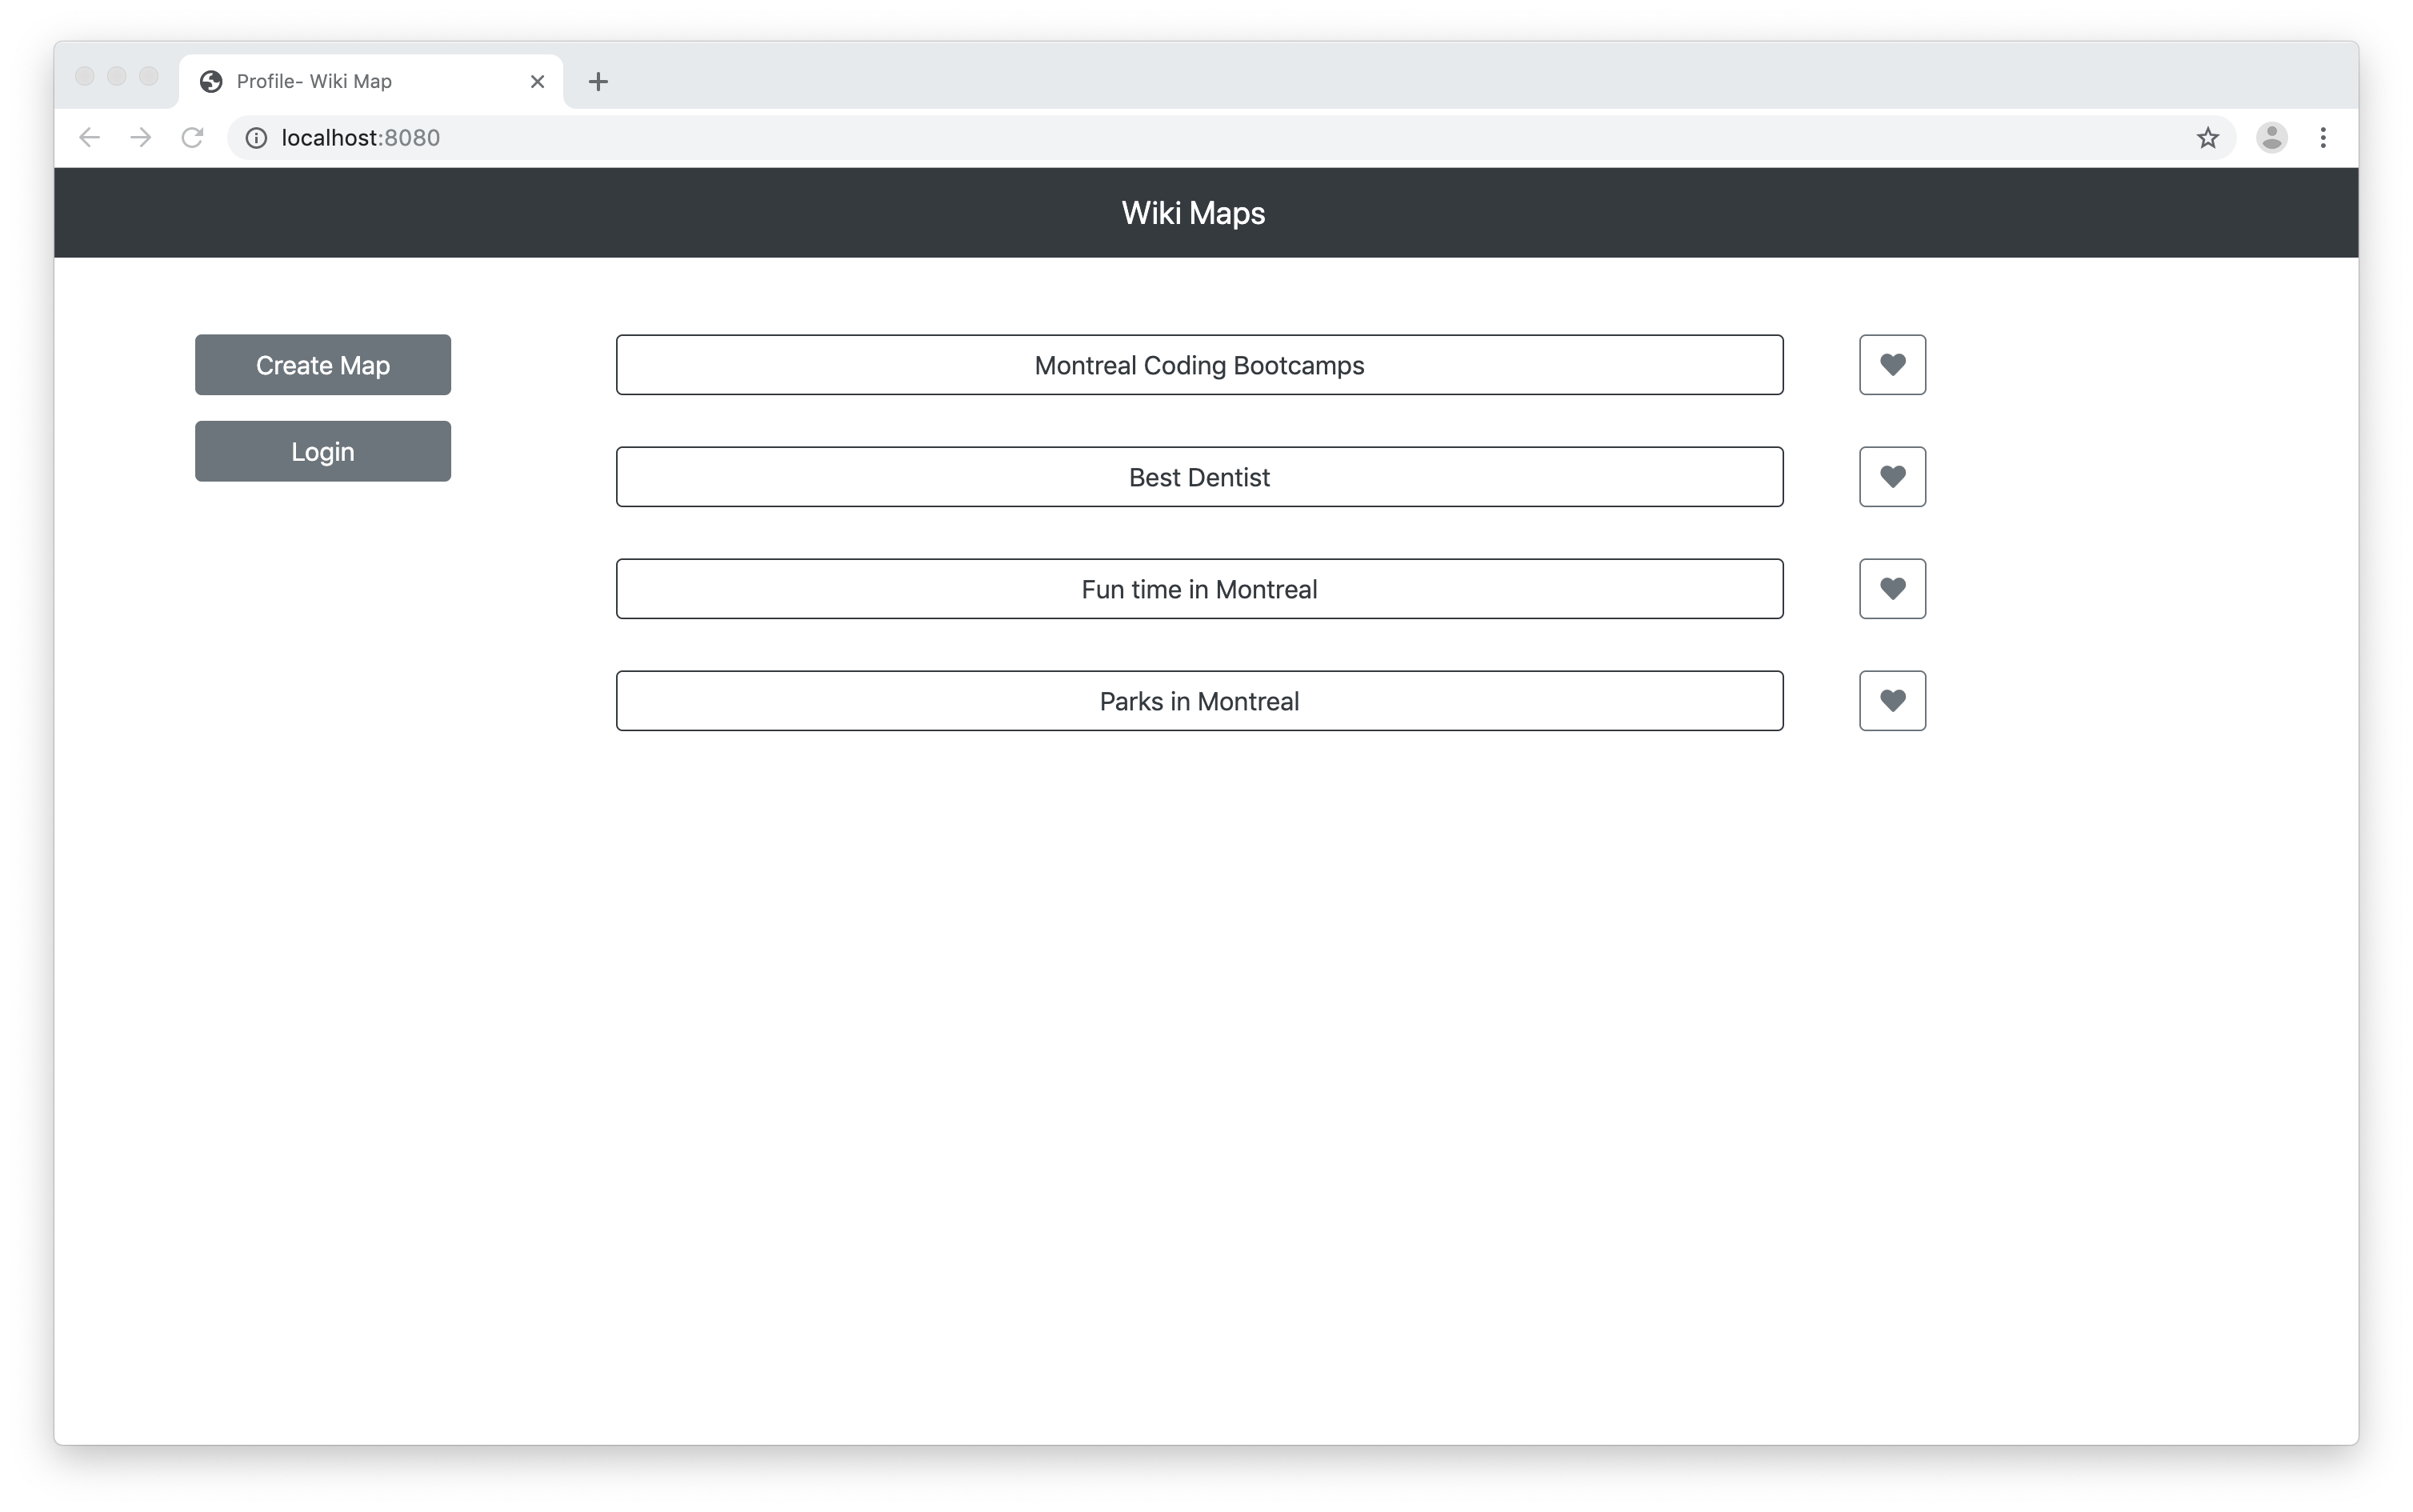 Profile- Wiki Map
localhost:8080
Wiki Maps
Create Map
Login
Montreal Coding Bootcamps
Best Dentist
Fun time in Montreal
Parks in Montreal